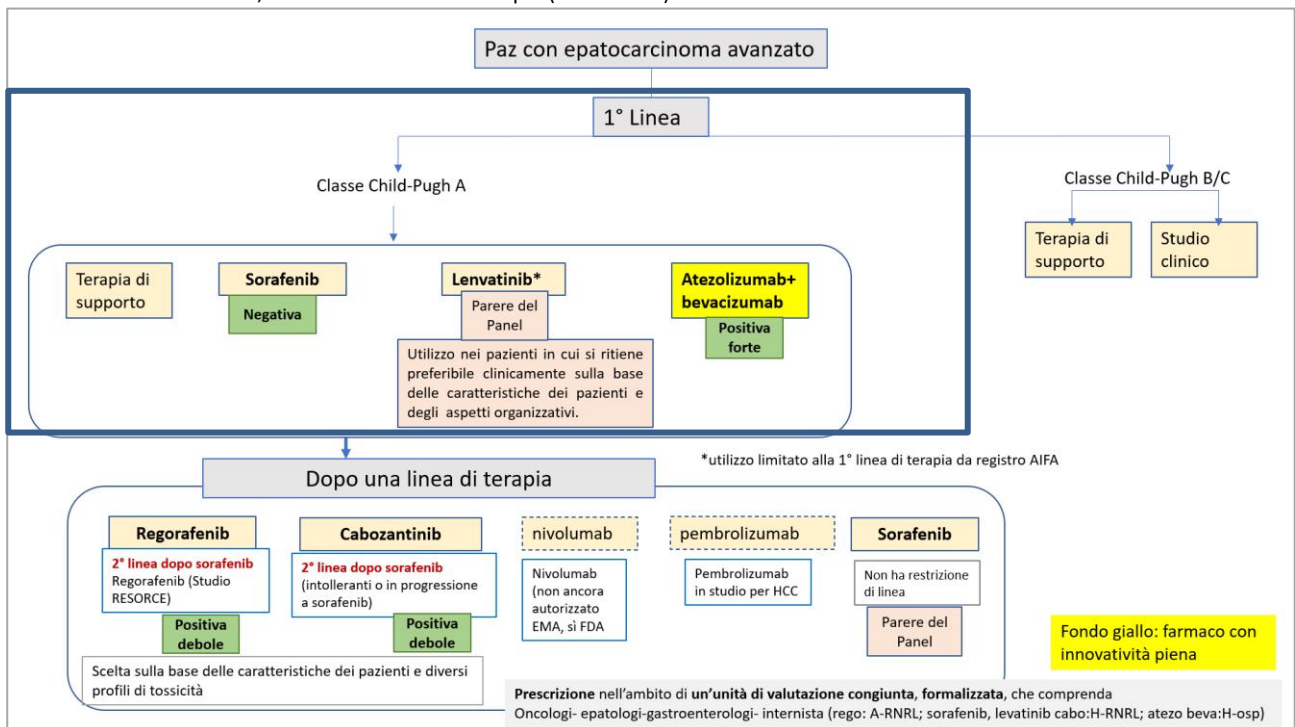 Paz con epatocarcinoma avanzato
1° Linea
Classe Child-Pugh A
Classe Child-Pugh B/C
Terapia di
supporto
Studio
clinico
Terapia di
supporto
Sorafenib
Negativa
Lenvatinib*
Parere del
Panel
Utilizzo nei pazienti in cui si ritiene
preferibile clinicamente sulla base
delle caratteristiche dei pazienti e
degli aspetti organizzativi.
Atezolizumab+
bevacizumab
Positiva
forte
*utilizzo limitato alla 1° linea di terapia da registro AIFA
Dopo una linea di terapia
Regorafenib
2° linea dopo sorafenib
Regorafenib (Studio
RESORCE)
Positiva
debole
Cabozantinib
2° linea dopo sorafenib
(intolleranti o in progressione
a sorafenib)
Positiva
debole
Scelta sulla base delle caratteristiche dei pazienti e diversi
profili di tossicità
nivolumab
Nivolumab
(non ancora
autorizzato
EMA, sì FDA
pembrolizumab
Pembrolizumab
in studio per HCC
Sorafenib
Non ha restrizione
di linea
Parere del
Panel
Fondo giallo: farmaco con
innovatività piena
Prescrizione nell'ambito di un'unità di valutazione congiunta, formalizzata, che comprenda
Oncologi- epatologi-gastroenterologi- internista (rego: A-RNRL; sorafenib, levatinib cabo:H-RNRL; atezo beva:H-osp)